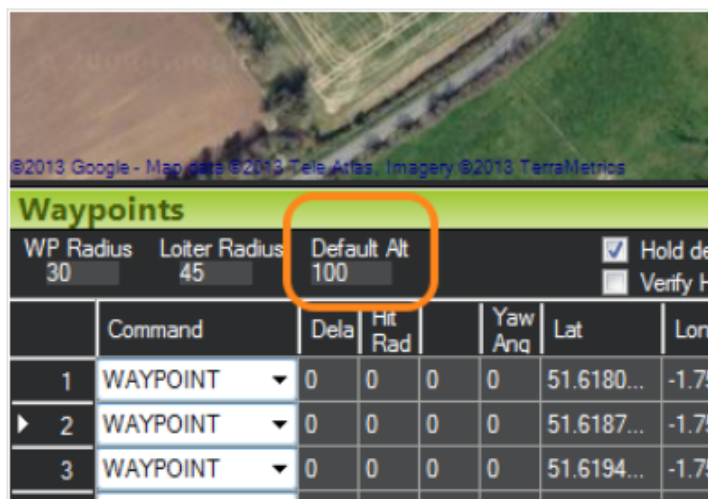 ©2013 Google - Map data ©2013 Tele Atlas, Imagery ©2013 TerraMetrics
Waypoints
WP Radius Loiter Radius Default Alt
30 45 100
Hold de
Verify H
Command Dela Hit Rad Yaw Ang Lat Lon
1 WAYPOINT 0 0 0 0 51.6180... -1.75
2 WAYPOINT 0 0 0 0 51.6187... -1.75
3 WAYPOINT 0 0 0 0 51.6194... -1.75